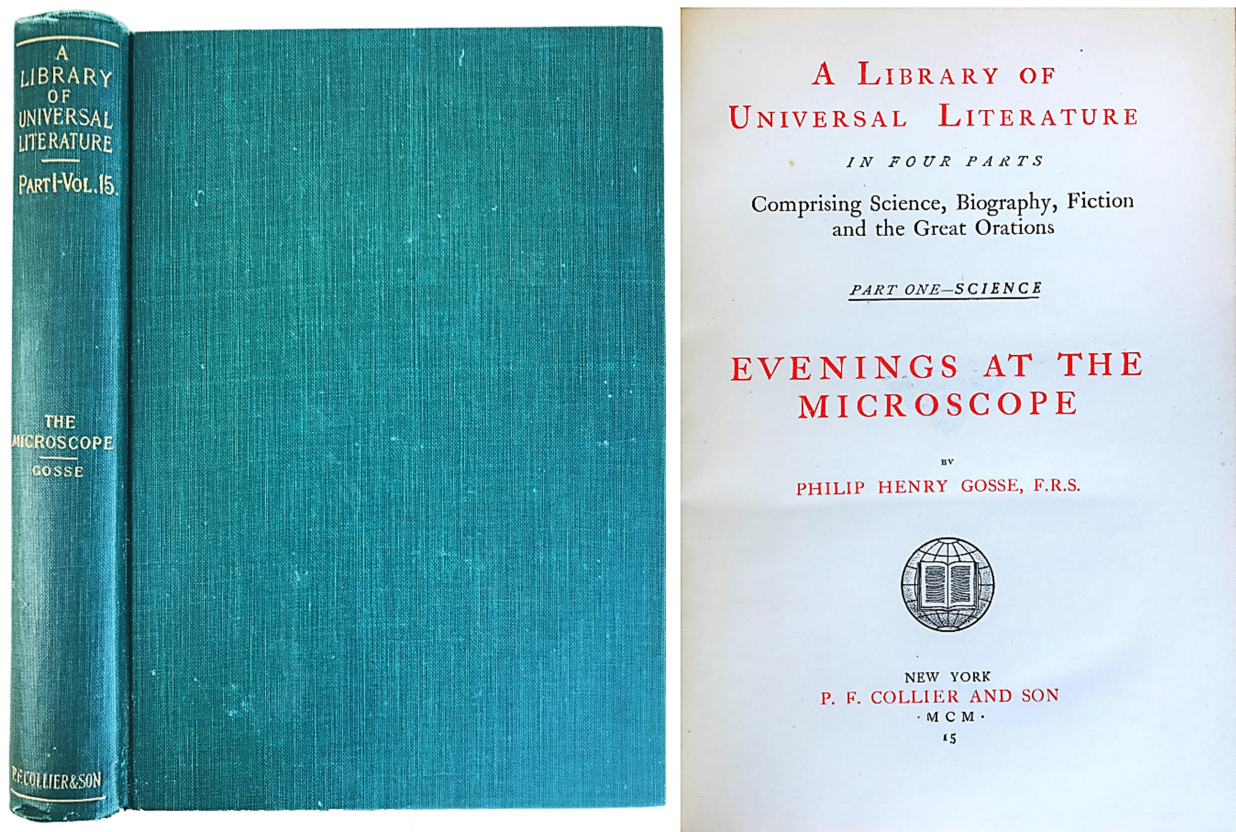 A
LIBRARY
OF
UNIVERSAL
LITERATURE
PART I-VOL. 15.
THE
MICROSCOPE
GOSSE
P.F. COLLIER & SON
A LIBRARY OF
UNIVERSAL LITERATURE
IN FOUR PARTS
Comprising Science, Biography, Fiction
and the Great Orations
PART ONE—SCIENCE
EVENINGS AT THE
MICROSCOPE
BY
PHILIP HENRY GOSSE, F.R.S.
NEW YORK
P. F. COLLIER AND SON
· M C M ·
15